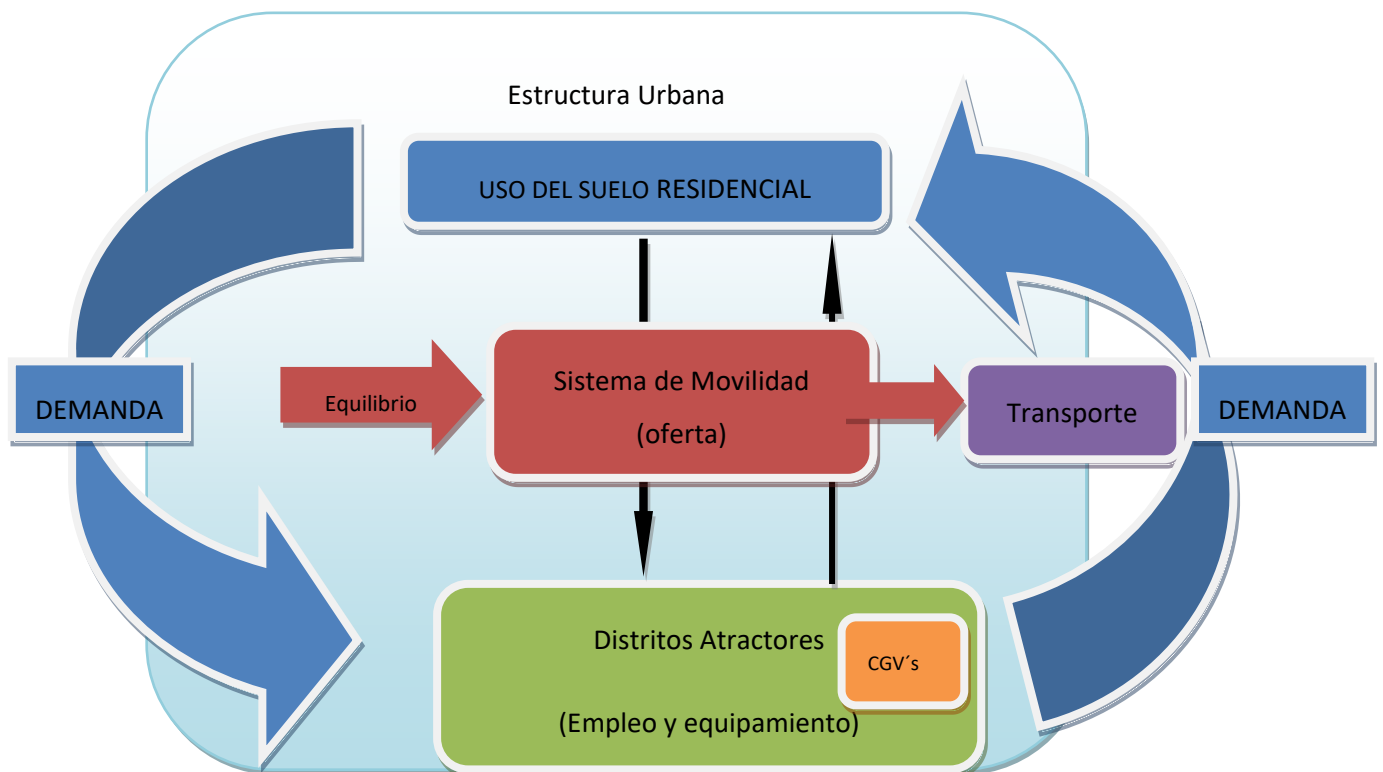 Estructura Urbana
USO DEL SUELO RESIDENCIAL
DEMANDA
Equilibrio
Sistema de Movilidad
(oferta)
Transporte
DEMANDA
Distritos Atractores
CGV´s
(Empleo y equipamiento)